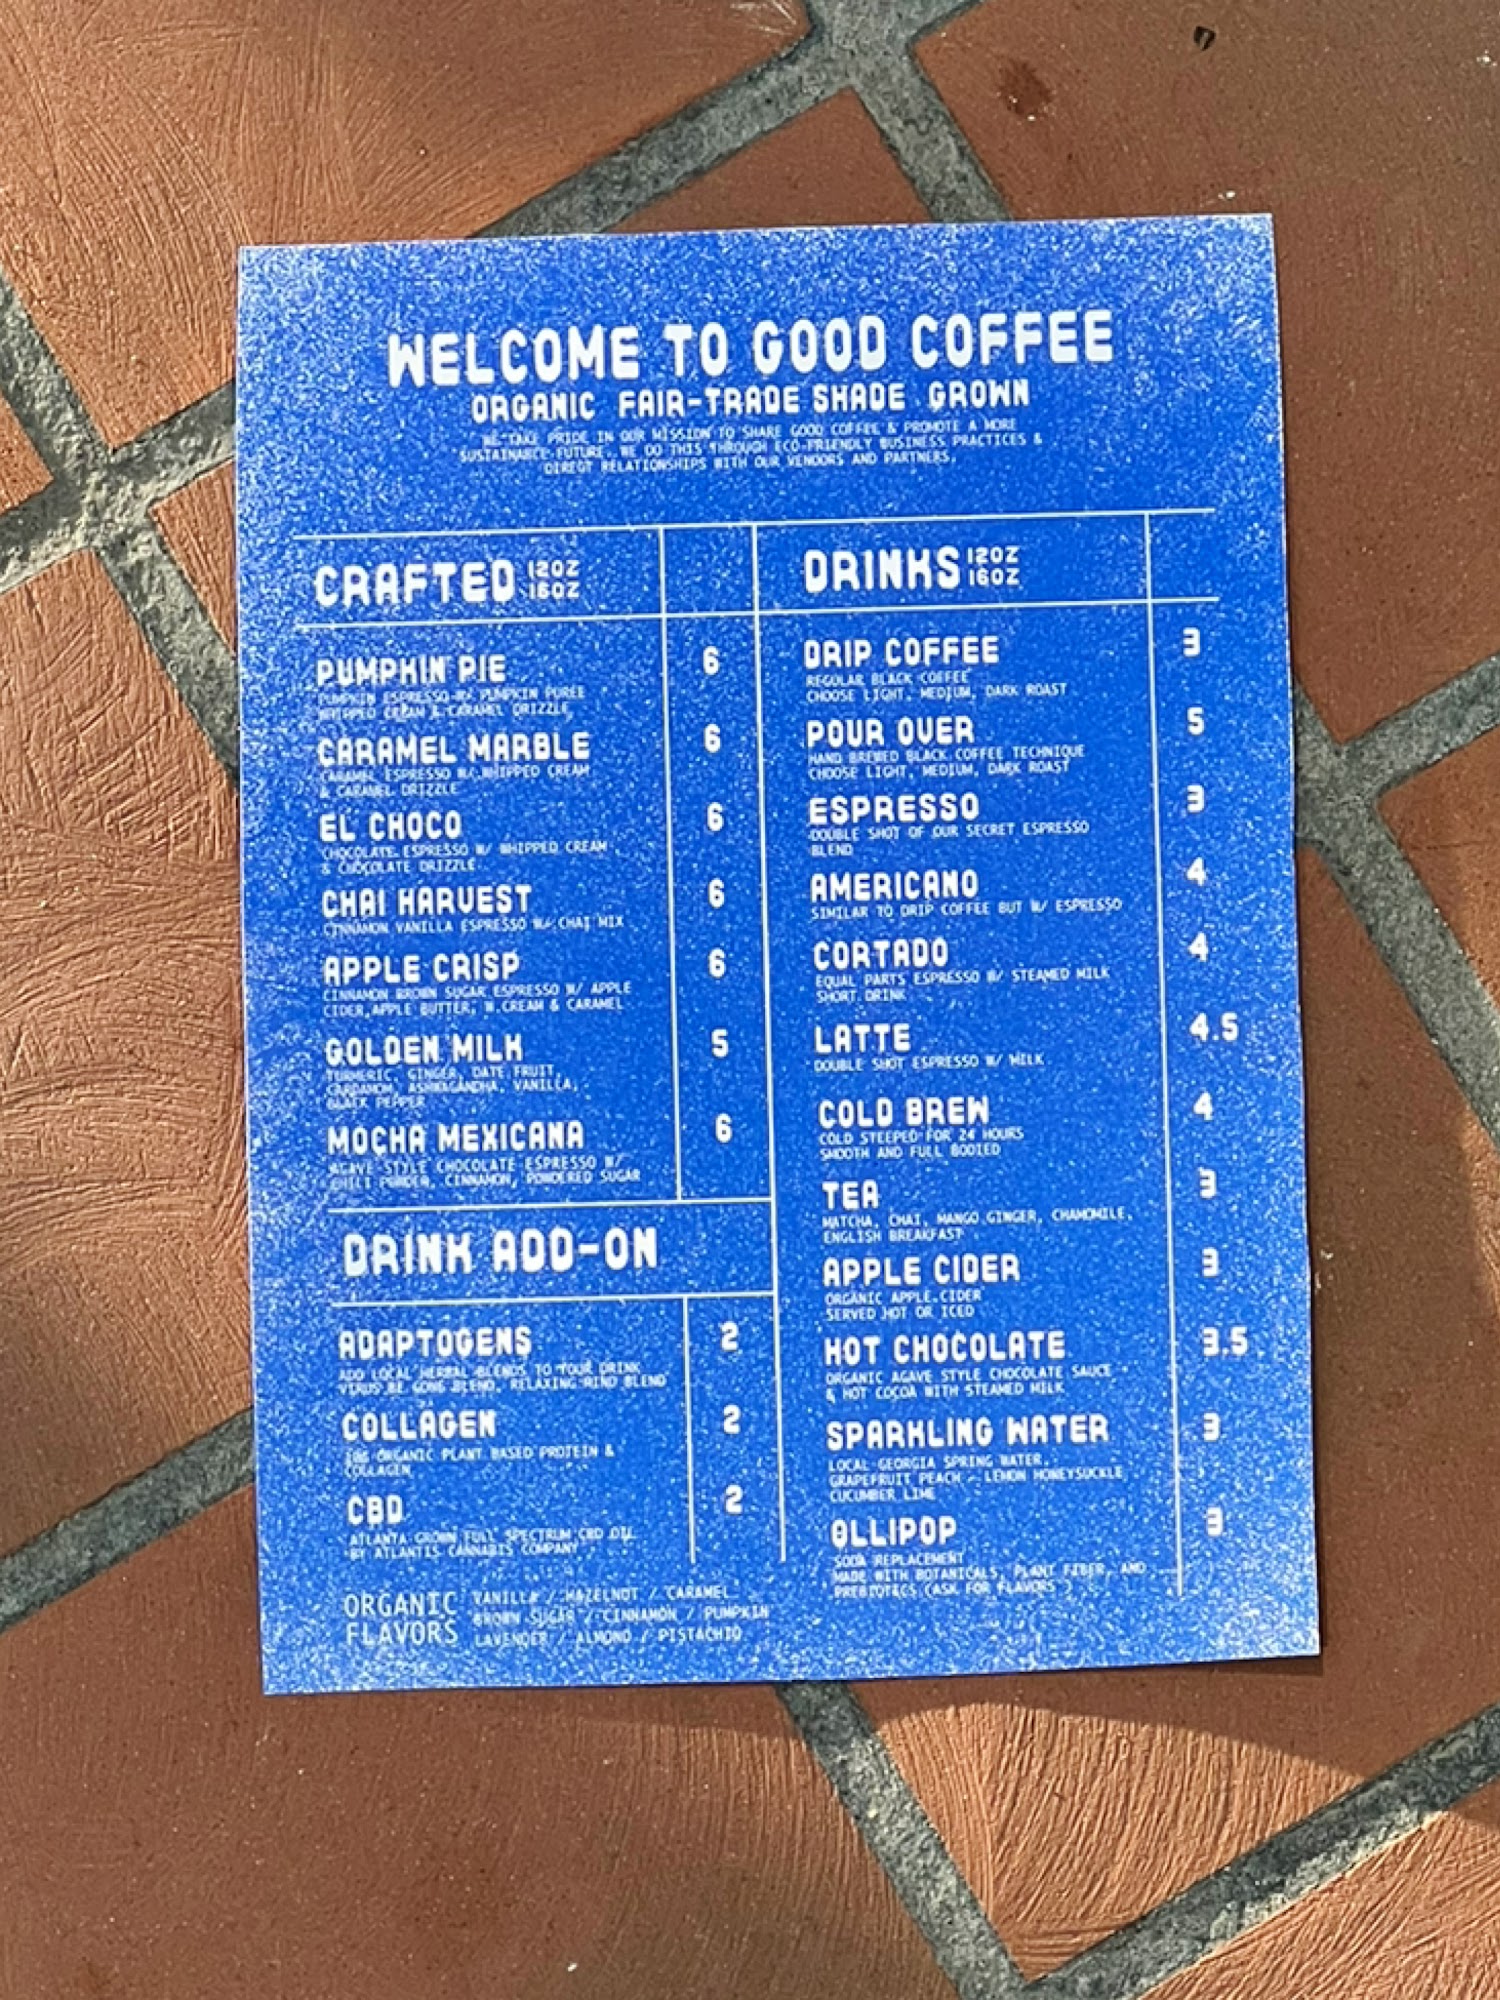 WELCOME TO GOOD COFFEE
ORGANIC FAIR-TRADE SHADE GROWN
WE TAKE PRIDE IN OUR MISSION TO SHARE GOOD COFFEE & PROMOTE A MORE
SUSTAINABLE FUTURE. WE DO THIS THROUGH ECO-FRIENDLY BUSINESS PRACTICES &
DIRECT RELATIONSHIPS WITH OUR VENDORS AND PARTNERS.
CRAFTED 12OZ
16OZ
PUMPKIN PIE 6
PUMPKIN ESPRESSO W/ PUMPKIN PUREE
WHIPPED CREAM & CARAMEL DRIZZLE
CARAMEL MARBLE 6
CARAMEL ESPRESSO W/ WHIPPED CREAM
& CARAMEL DRIZZLE
EL CHOCO 6
CHOCOLATE ESPRESSO W/ WHIPPED CREAM
& CHOCOLATE DRIZZLE
CHAI HARVEST 6
CINNAMON VANILLA ESPRESSO W/ CHAI MIX
APPLE CRISP 6
CINNAMON BROWN SUGAR ESPRESSO W/ APPLE
CIDER, APPLE BUTTER, W.CREAM & CARAMEL
GOLDEN MILK 5
TURMERIC, GINGER, DATE FRUIT,
CARDAMOM, ASHWAGANDHA, VANILLA,
BLACK PEPPER
MOCHA MEXICANA 6
AGAVE STYLE CHOCOLATE ESPRESSO W/
CHILI POWDER, CINNAMON, POWDERED SUGAR
DRINK ADD-ON
ADAPTOGENS 2
ADD LOCAL HERBAL BLENDS TO YOUR DRINK
VIRUS BE GONE BLEND, RELAXING MIND BLEND
COLLAGEN 2
ORGANIC PLANT BASED PROTEIN &
COLLAGEN
CBD 2
ATLANTA GROWN FULL SPECTRUM CBD OIL
BY ATLANTIS CANNABIS COMPANY
ORGANIC
FLAVORS
VANILLA / HAZELNUT / CARAMEL
BROWN SUGAR / CINNAMON / PUMPKIN
LAVENDER / ALMOND / PISTACHIO
DRINKS 12OZ
16OZ
DRIP COFFEE 3
REGULAR BLACK COFFEE
CHOOSE LIGHT, MEDIUM, DARK ROAST
POUR OVER 5
HAND BREWED BLACK COFFEE TECHNIQUE
CHOOSE LIGHT, MEDIUM, DARK ROAST
ESPRESSO 3
DOUBLE SHOT OF OUR SECRET ESPRESSO
BLEND
AMERICANO 4
SIMILAR TO DRIP COFFEE BUT W/ ESPRESSO
CORTADO 4
EQUAL PARTS ESPRESSO W/ STEAMED MILK
SHORT DRINK
LATTE 4.5
DOUBLE SHOT ESPRESSO W/ MILK
COLD BREW 4
COLD STEEPED FOR 24 HOURS
SMOOTH AND FULL BODIED
TEA 3
MATCHA, CHAI, MANGO GINGER, CHAMOMILE,
ENGLISH BREAKFAST
APPLE CIDER 3
ORGANIC APPLE CIDER
SERVED HOT OR ICED
HOT CHOCOLATE 3.5
ORGANIC AGAVE STYLE CHOCOLATE SAUCE
& HOT COCOA WITH STEAMED MILK
SPARKLING WATER 3
LOCAL GEORGIA SPRING WATER,
GRAPEFRUIT PEACH - LEMON HONEYSUCKLE
CUCUMBER LIME
OLLIPOP 3
SODA REPLACEMENT
MADE WITH BOTANICALS, PLANT FIBER, AND
PREBIOTICS (ASK FOR FLAVORS )